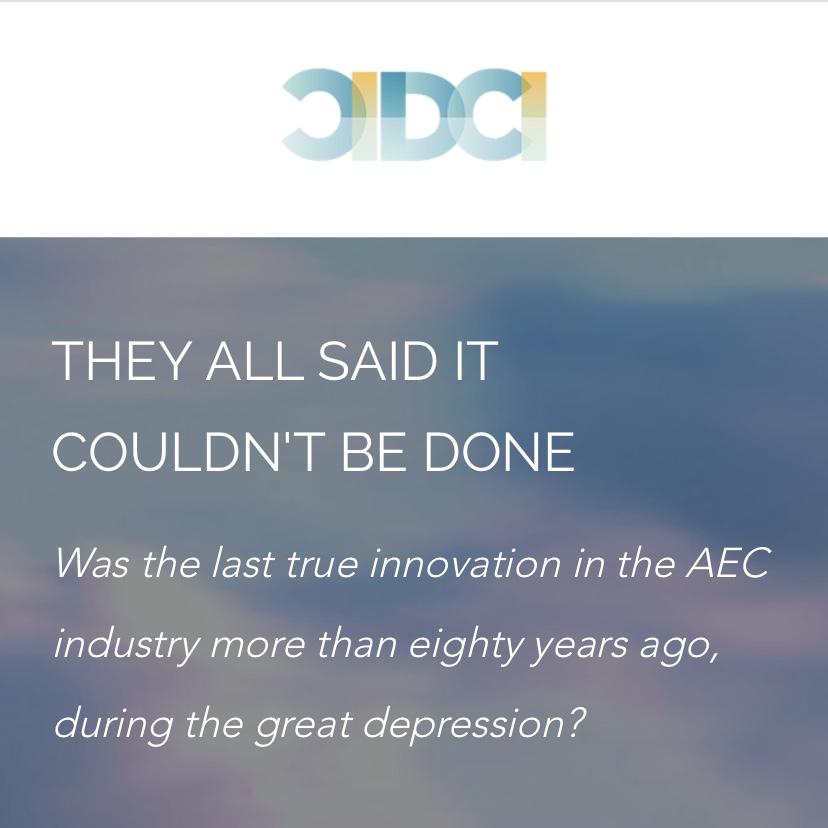 CIDCI
THEY ALL SAID IT
COULDN'T BE DONE
Was the last true innovation in the AEC
industry more than eighty years ago,
during the great depression?